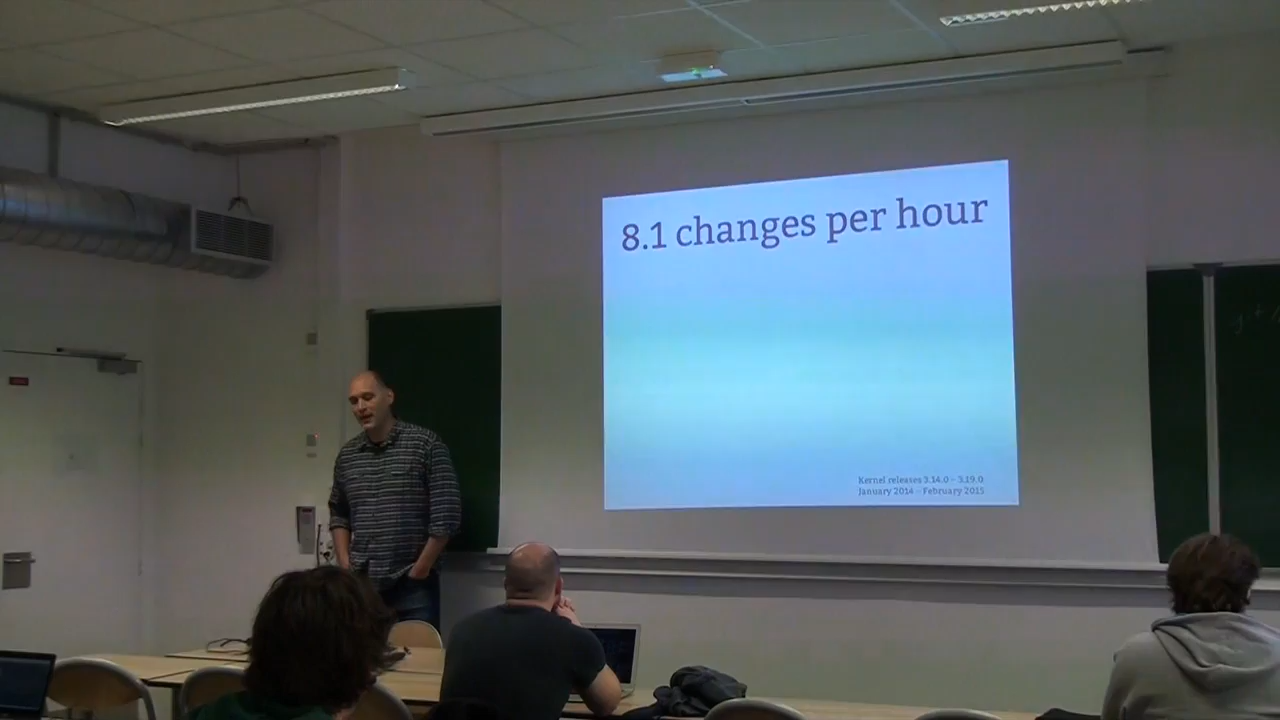 8.1 changes per hour
Kernel releases 3.14.0 – 3.19.0
January 2014 – February 2015